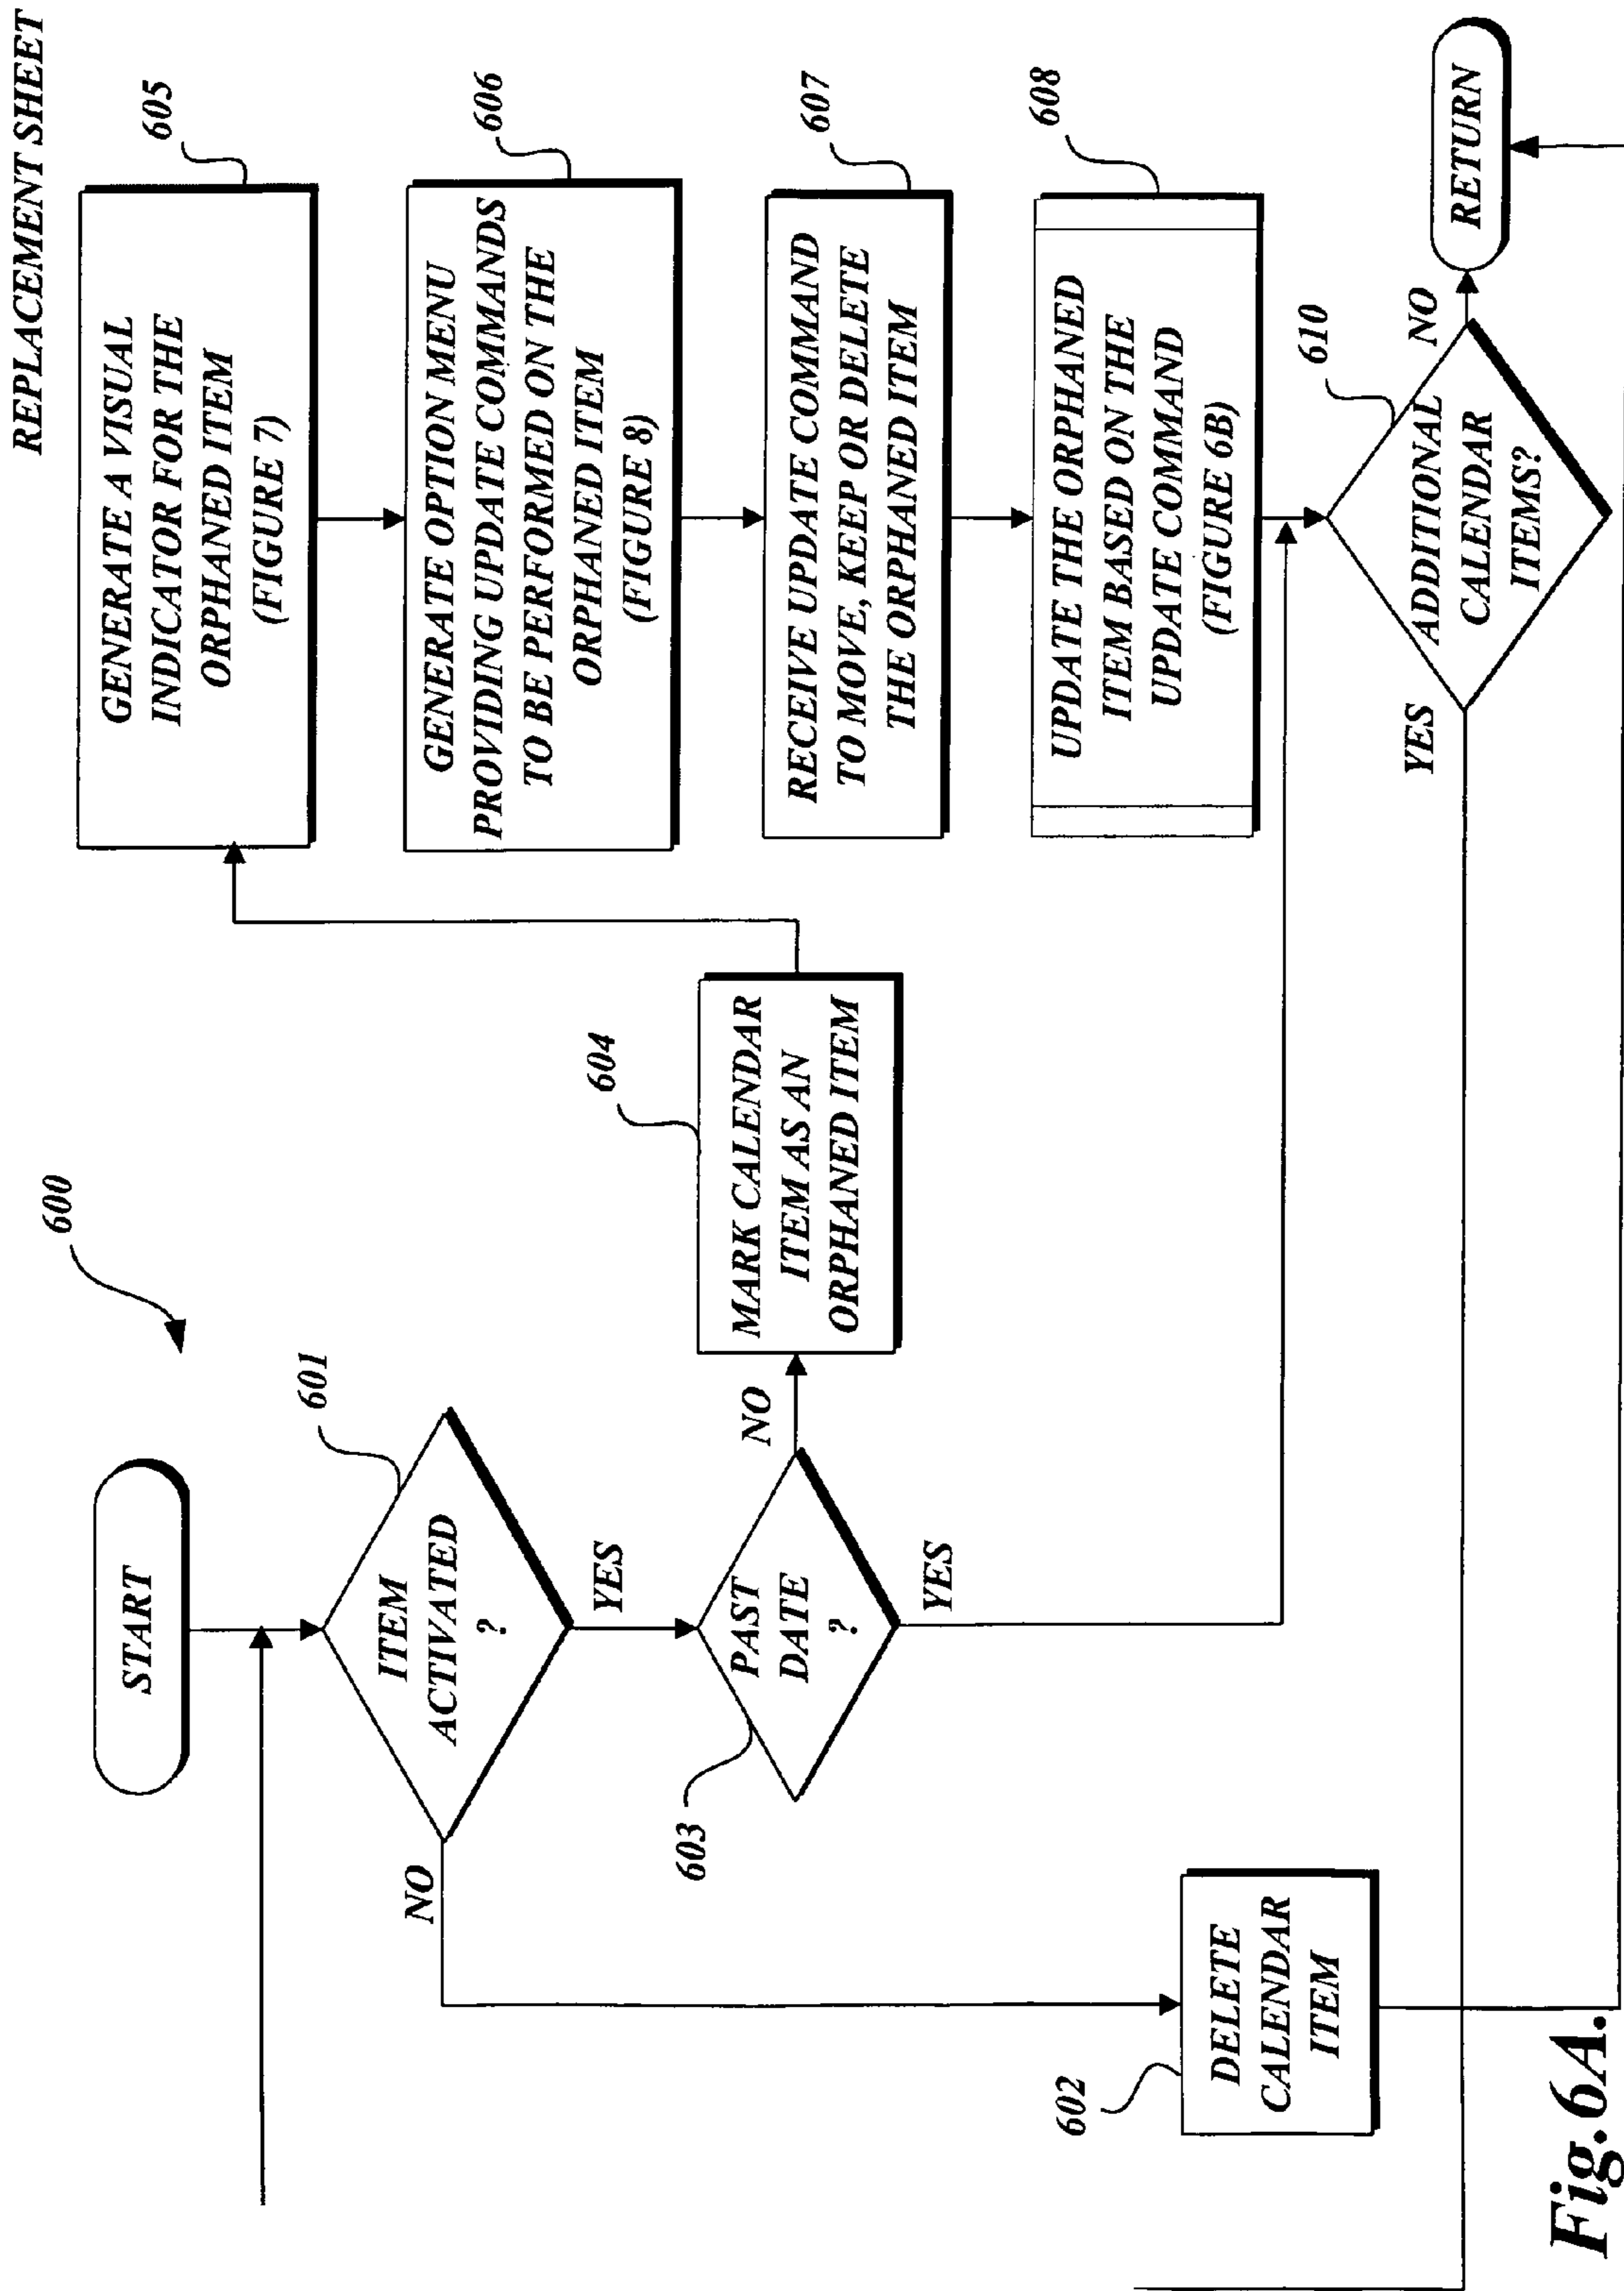 REPLACEMENT SHEET
600
START
601
ITEM
ACTIVATED
?
NO
YES
603
PAST
DATE
?
NO
YES
602
DELETE
CALENDAR
ITEM
604
MARK CALENDAR
ITEM AS AN
ORPHANED ITEM
605
GENERATE A VISUAL
INDICATOR FOR THE
ORPHANED ITEM
(FIGURE 7)
606
GENERATE OPTION MENU
PROVIDING UPDATE COMMANDS
TO BE PERFORMED ON THE
ORPHANED ITEM
(FIGURE 8)
607
RECEIVE UPDATE COMMAND
TO MOVE, KEEP OR DELETE
THE ORPHANED ITEM
608
UPDATE THE ORPHANED
ITEM BASED ON THE
UPDATE COMMAND
(FIGURE 6B)
610
ADDITIONAL
CALENDAR
ITEMS?
YES
NO
RETURN
Fig.6A.